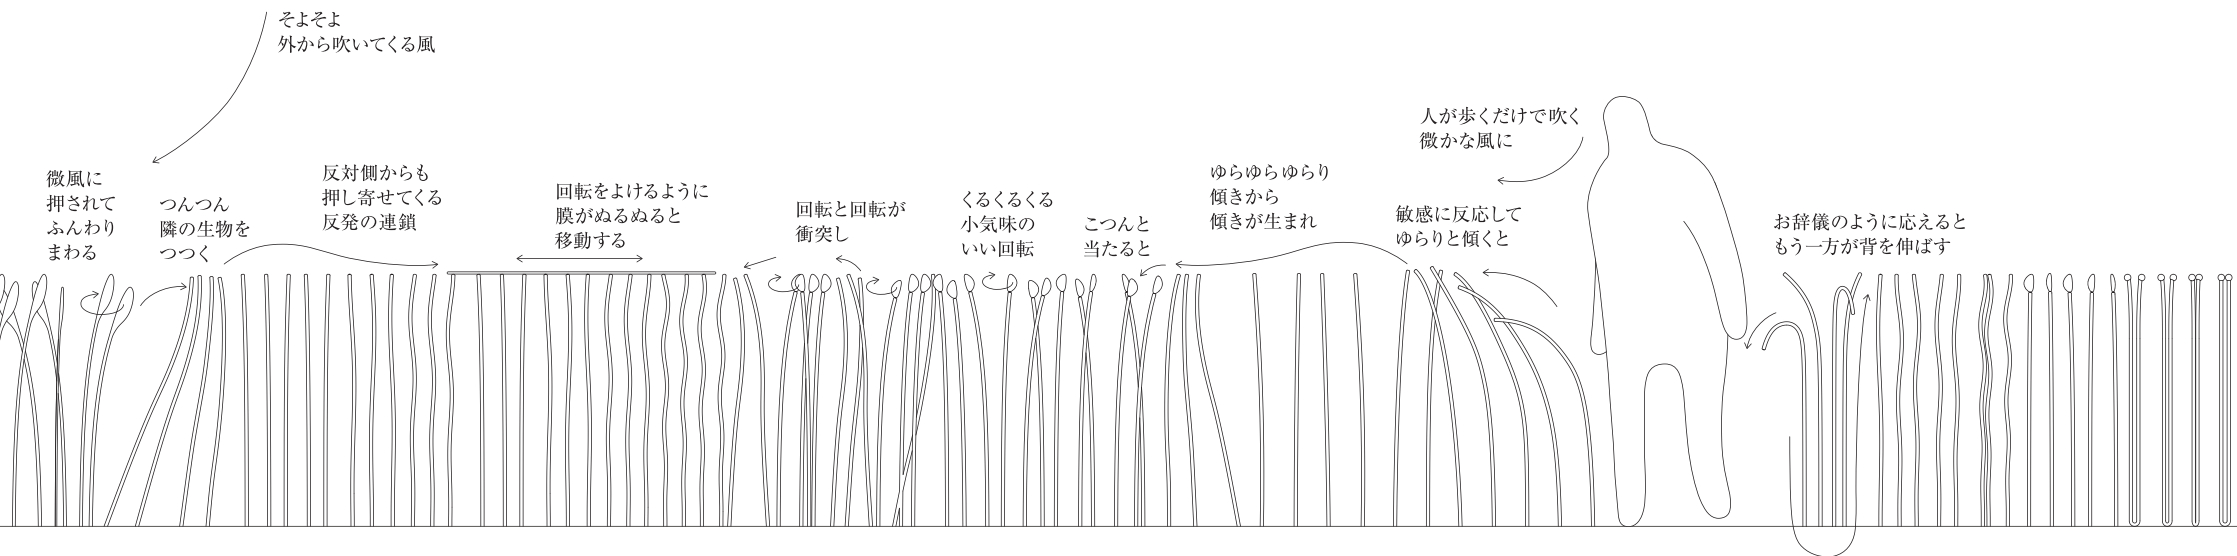 そよそよ
外から吹いてくる風
微風に
押されて
ふんわり
まわる
つんつん
隣の生物を
つつく
反対側からも
押し寄せてくる
反発の連鎖
回転をよけるように
膜がぬるぬると
移動する
回転と回転が
衝突し
くるくるくる
小気味の
いい回転
こつんと
当たると
ゆらゆらゆらり
傾きから
傾きが生まれ
人が歩くだけで吹く
微かな風に
敏感に反応して
ゆらりと傾くと
お辞儀のように応えると
もう一方が背を伸ばす